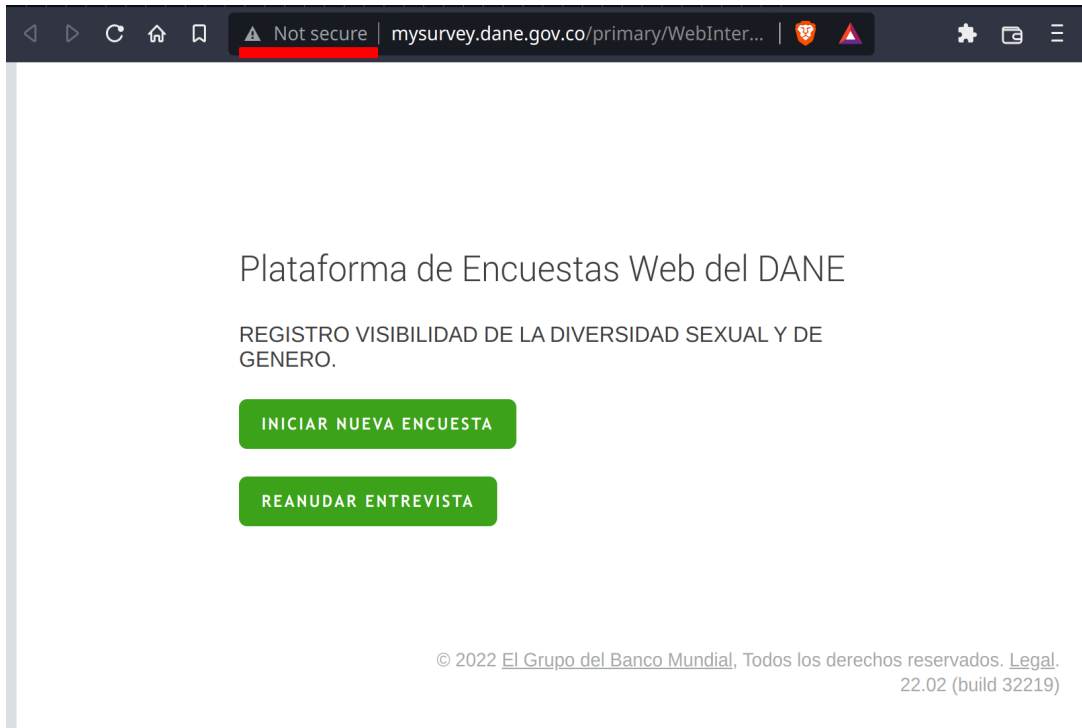 Not secure mysurvey.dane.gov.co/primary/WebInter...
Plataforma de Encuestas Web del DANE
REGISTRO VISIBILIDAD DE LA DIVERSIDAD SEXUAL Y DE
GENERO.
INICIAR NUEVA ENCUESTA
REANUDAR ENTREVISTA
© 2022 El Grupo del Banco Mundial, Todos los derechos reservados. Legal.
22.02 (build 32219)